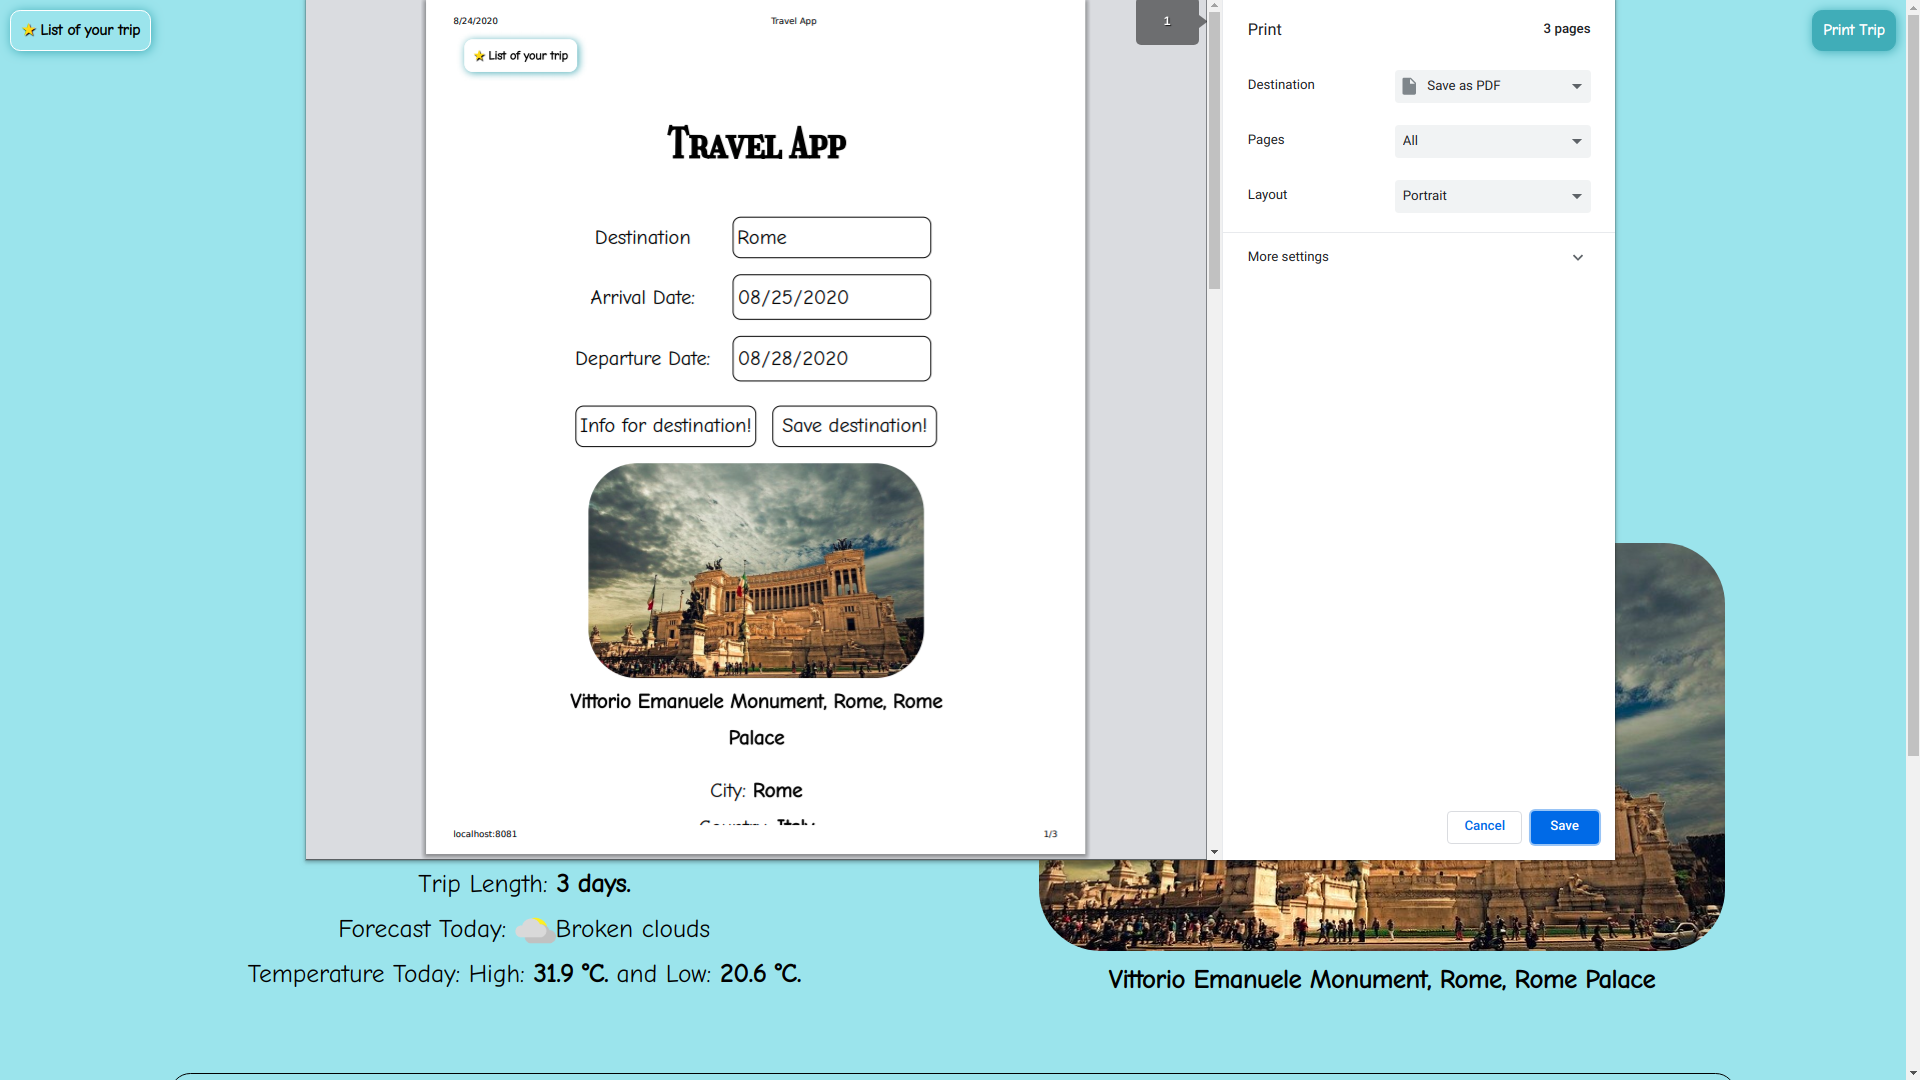 ⭐ List of your trip
Print Trip
8/24/2020
Travel App
⭐ List of your trip
Travel App
Destination
Rome
Arrival Date:
08/25/2020
Departure Date:
08/28/2020
Info for destination!
Save destination!
Vittorio Emanuele Monument, Rome, Rome
Palace
City: Rome
Country: Italy
localhost:8081
1/3
1
Print
3 pages
Destination
Save as PDF
Pages
All
Layout
Portrait
More settings
Cancel
Save
Trip Length: 3 days.
Forecast Today: Broken clouds
Temperature Today: High: 31.9 °C. and Low: 20.6 °C.
Vittorio Emanuele Monument, Rome, Rome Palace